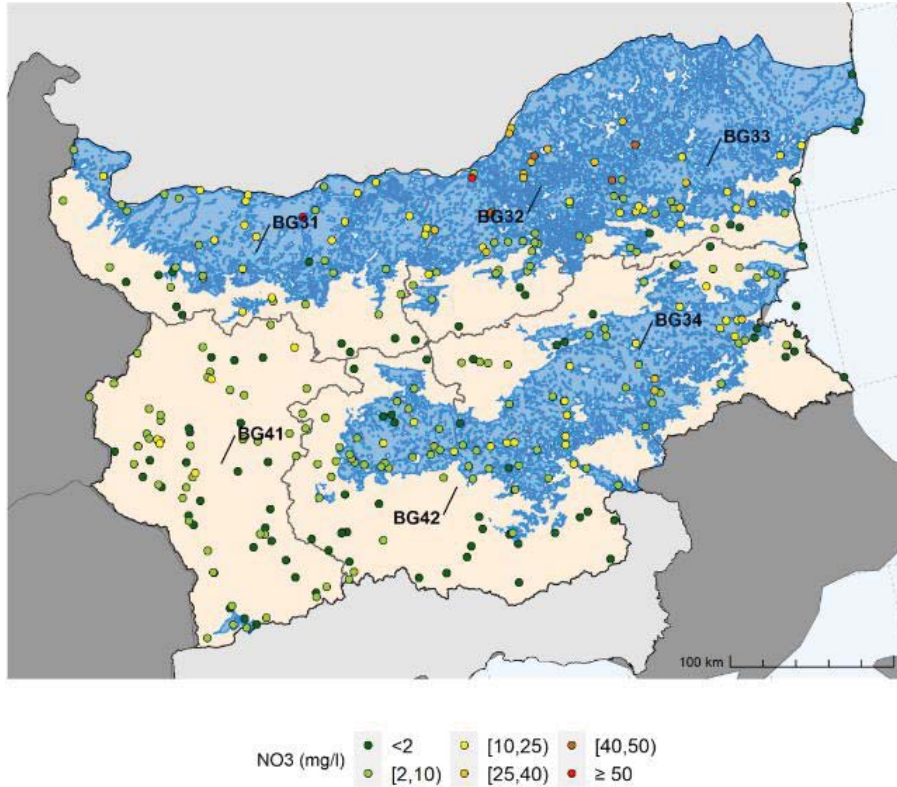 BG33
BG32
BG31
BG34
BG41
BG42
100 km
NO3 (mg/l)
<2
[10,25)
[40,50)
[2,10)
[25,40)
≥ 50